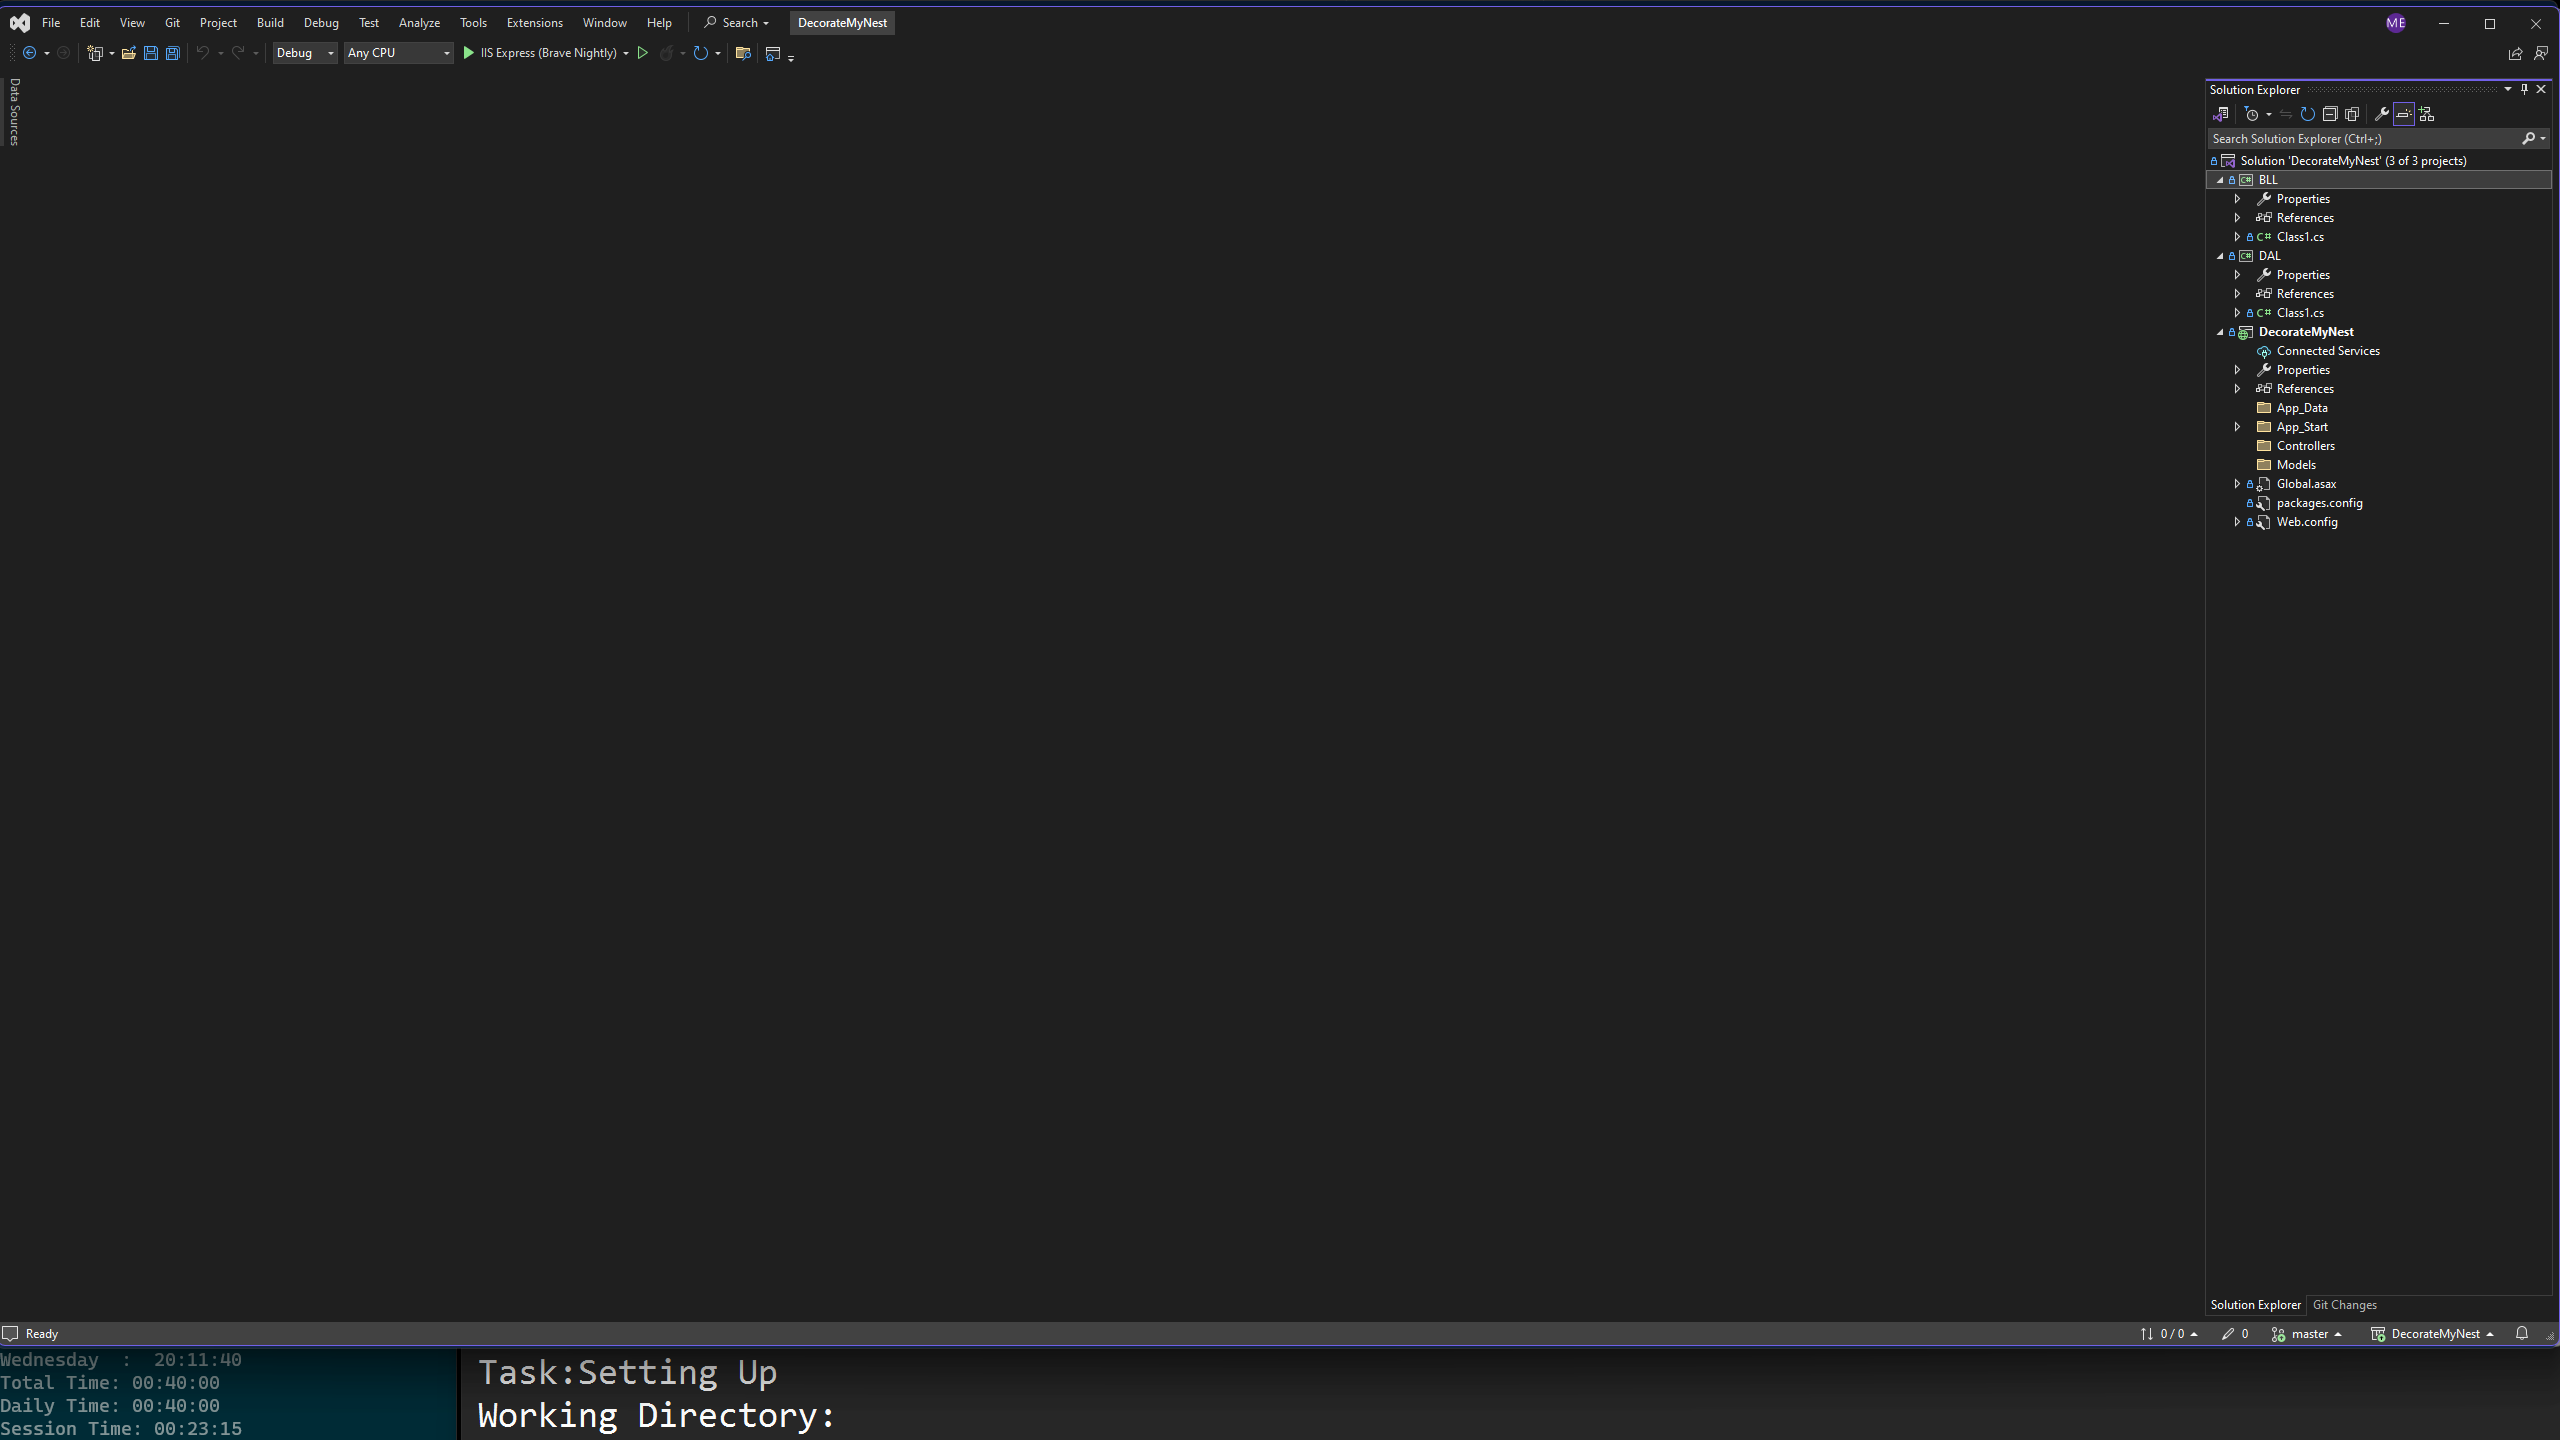 File Edit View Git Project Build Debug Test Analyze Tools Extensions Window Help Search DecorateMyNest ME
Debug Any CPU IIS Express (Brave Nightly)
Data Sources
Solution Explorer
Search Solution Explorer (Ctrl+;)
Solution 'DecorateMyNest' (3 of 3 projects)
C# BLL
Properties
References
C# Class1.cs
C# DAL
Properties
References
C# Class1.cs
DecorateMyNest
Connected Services
Properties
References
App_Data
App_Start
Controllers
Models
Global.asax
packages.config
Web.config
Solution Explorer Git Changes
Ready 0 / 0 0 master DecorateMyNest
Wednesday : 20:11:40
Total Time: 00:40:00
Daily Time: 00:40:00
Session Time: 00:23:15
Task:Setting Up
Working Directory: